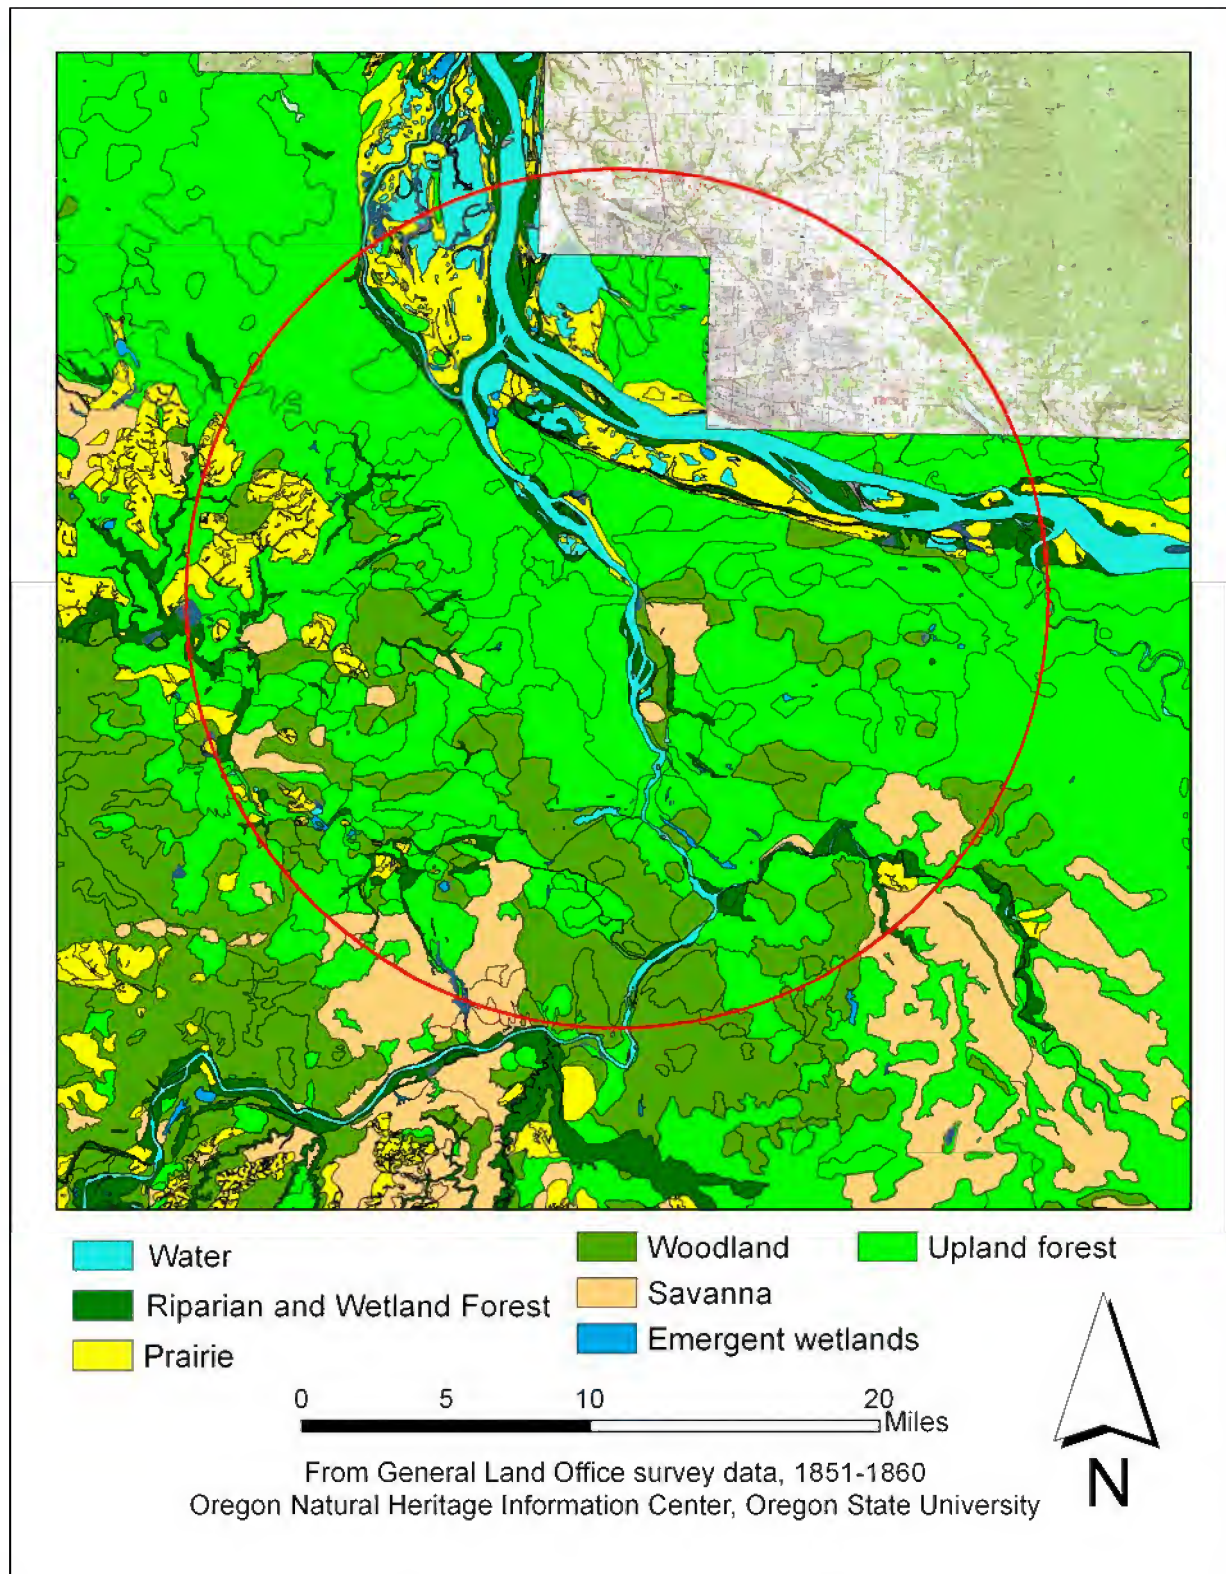 Water
Riparian and Wetland Forest
Prairie
Woodland
Savanna
Emergent wetlands
Upland forest
0 5 10 20
Miles
From General Land Office survey data, 1851-1860
Oregon Natural Heritage Information Center, Oregon State University
N